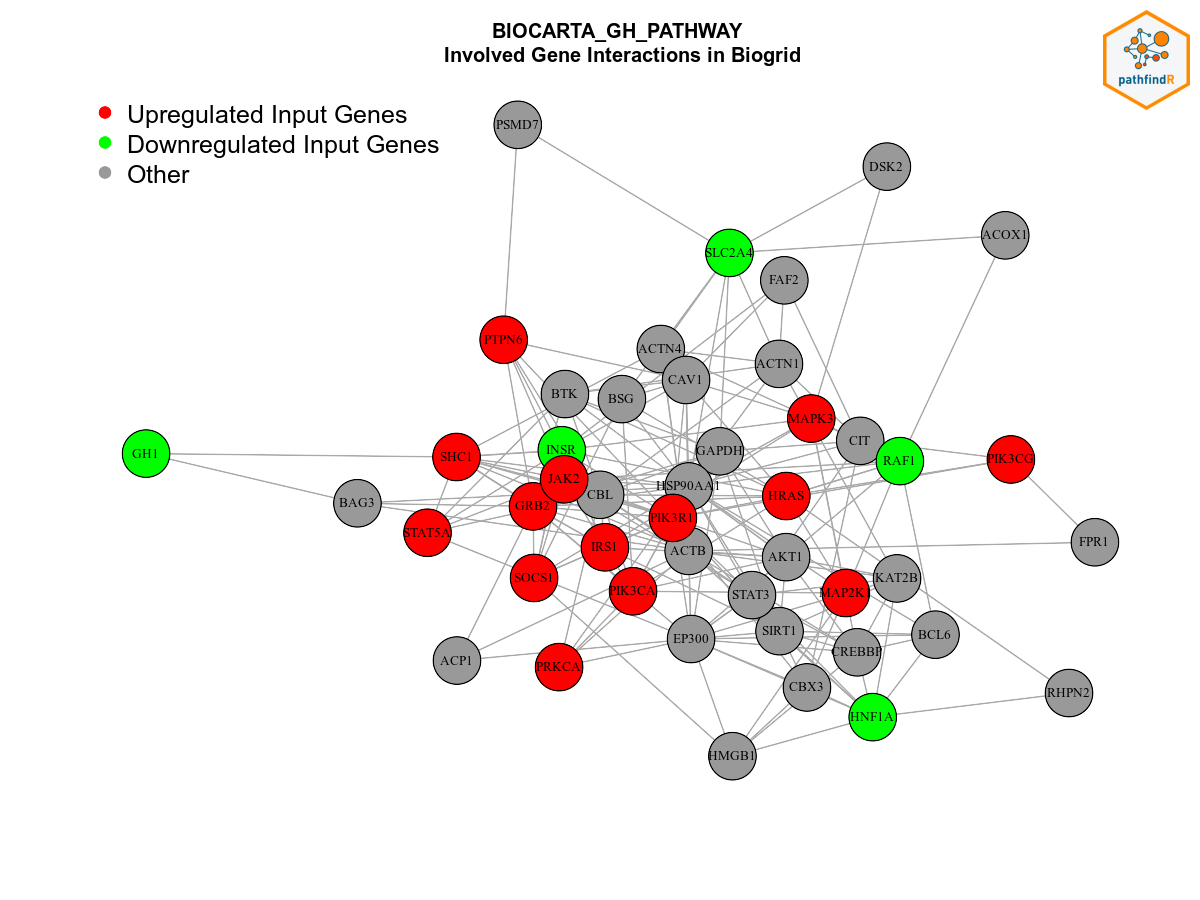 BIOCARTA_GH_PATHWAY
Involved Gene Interactions in Biogrid
pathfindR
Upregulated Input Genes
Downregulated Input Genes
Other
PSMD7
DSK2
ACOX1
SLC2A4
FAF2
PTPN6
ACTN4
ACTN1
CAV1
BTK
BSG
MAPK3
CIT
GH1
SHC1
INSR
GAPDH
RAF1
PIK3CG
JAK2
HSP90AA1
CBL
HRAS
BAG3
GRB2
PIK3R1
STAT5A
FPR1
IRS1
ACTB
AKT1
SOCS1
KAT2B
PIK3CA
STAT3
MAP2K1
EP300
SIRT1
BCL6
CREBBP
ACP1
PRKCA
CBX3
RHPN2
HNF1A
HMGB1